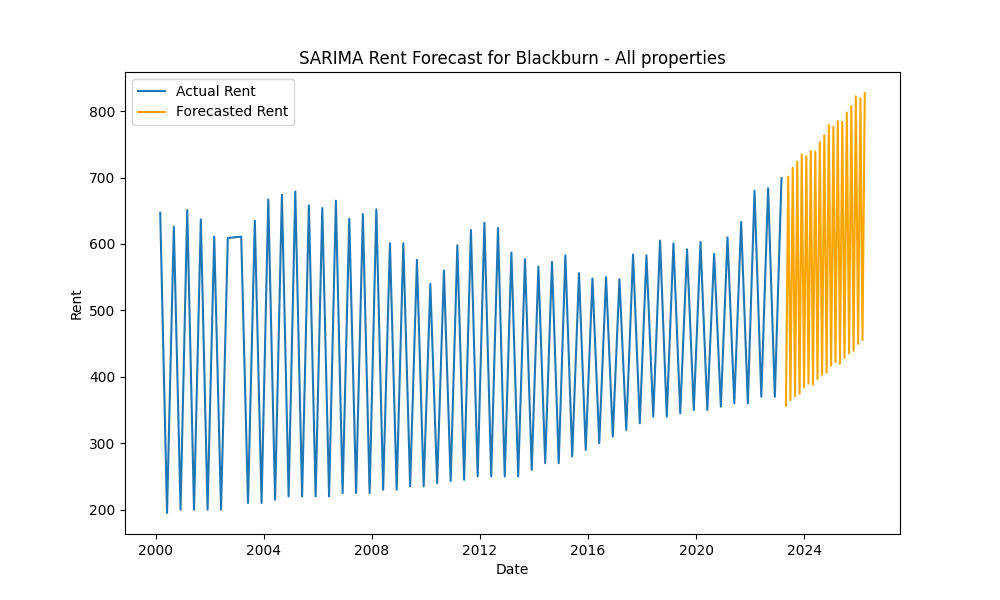 SARIMA Rent Forecast for Blackburn - All properties
Actual Rent
Forecasted Rent
800
700
600
500
400
300
200
Rent
2000 2004 2008 2012 2016 2020 2024
Date